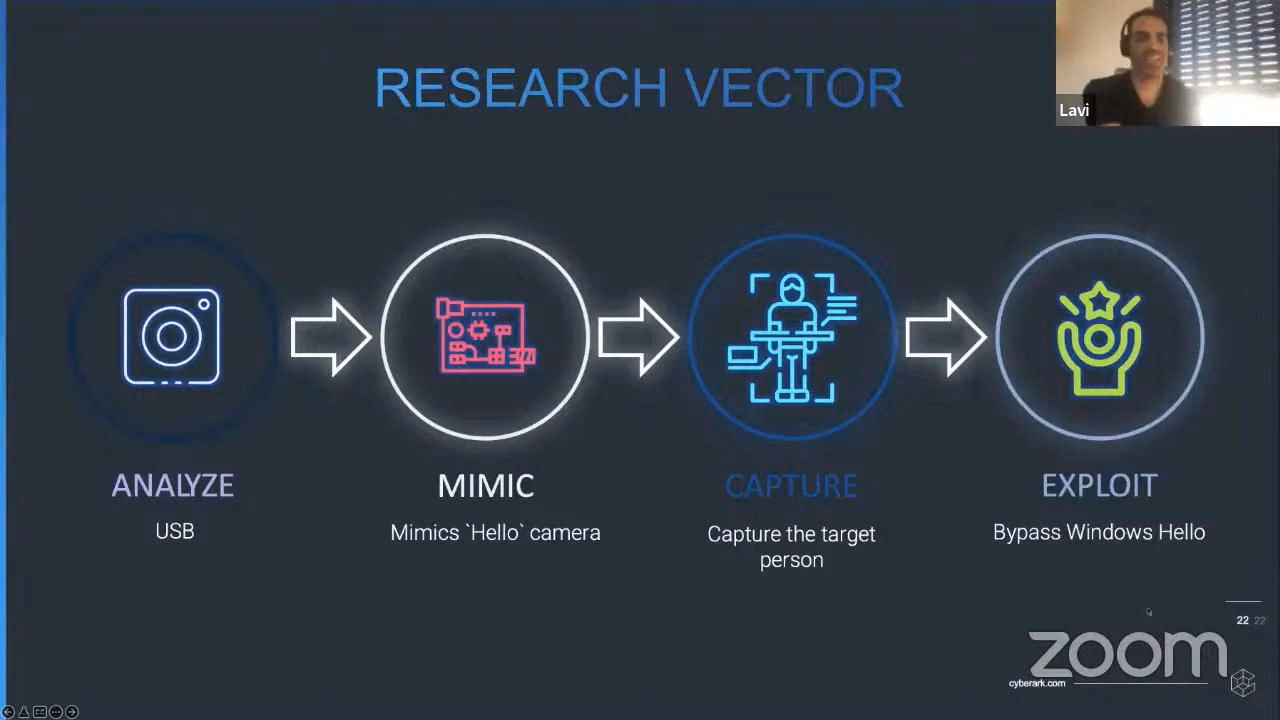 RESEARCH VECTOR
Lavi
ANALYZE
USB
MIMIC
Mimics `Hello` camera
CAPTURE
Capture the target
person
EXPLOIT
Bypass Windows Hello
22 22
zoom
cyberark.com